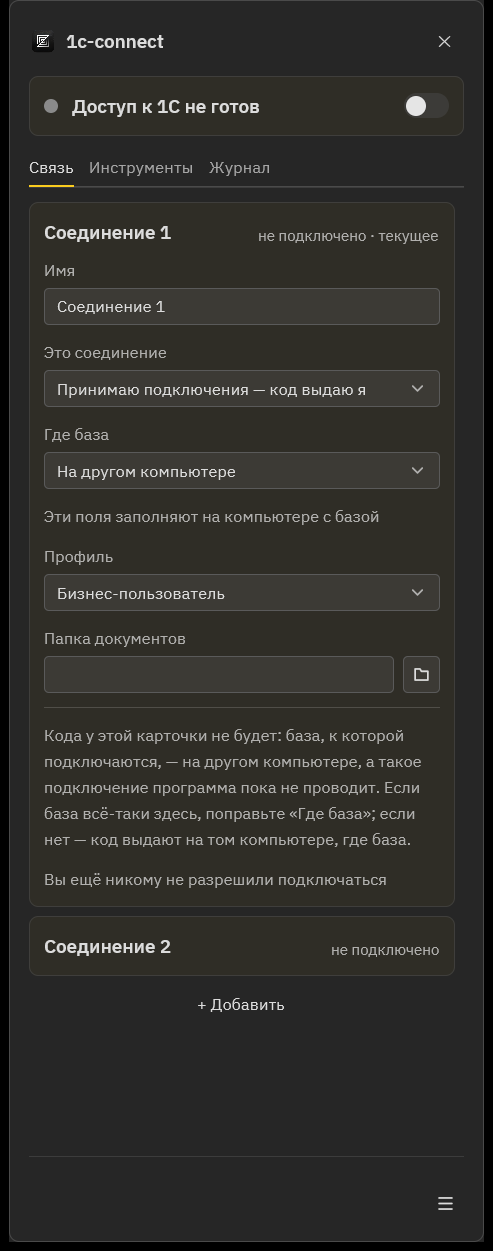 1c-connect
Доступ к 1С не готов
Связь Инструменты Журнал
Соединение 1 не подключено · текущее
Имя
Соединение 1
Это соединение
Принимаю подключения — код выдаю я
Где база
На другом компьютере
Эти поля заполняют на компьютере с базой
Профиль
Бизнес-пользователь
Папка документов
Кода у этой карточки не будет: база, к которой
подключаются, — на другом компьютере, а такое
подключение программа пока не проводит. Если
база всё-таки здесь, поправьте «Где база»; если
нет — код выдают на том компьютере, где база.
Вы ещё никому не разрешили подключаться
Соединение 2 не подключено
+ Добавить